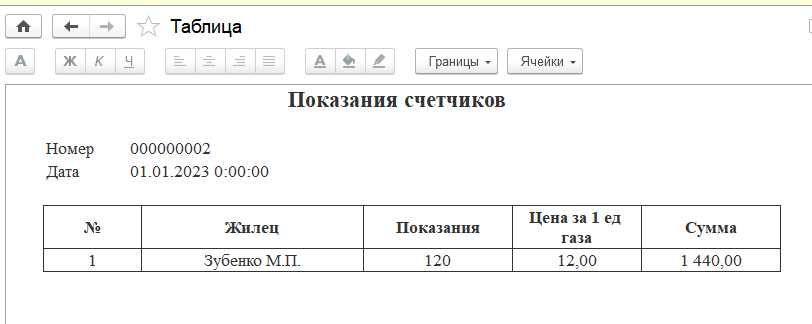 Таблица
А Ж К Ч А Границы Ячейки
Показания счетчиков
Номер 000000002
Дата 01.01.2023 0:00:00
№ Жилец Показания Цена за 1 ед газа Сумма
1 Зубенко М.П. 120 12,00 1 440,00